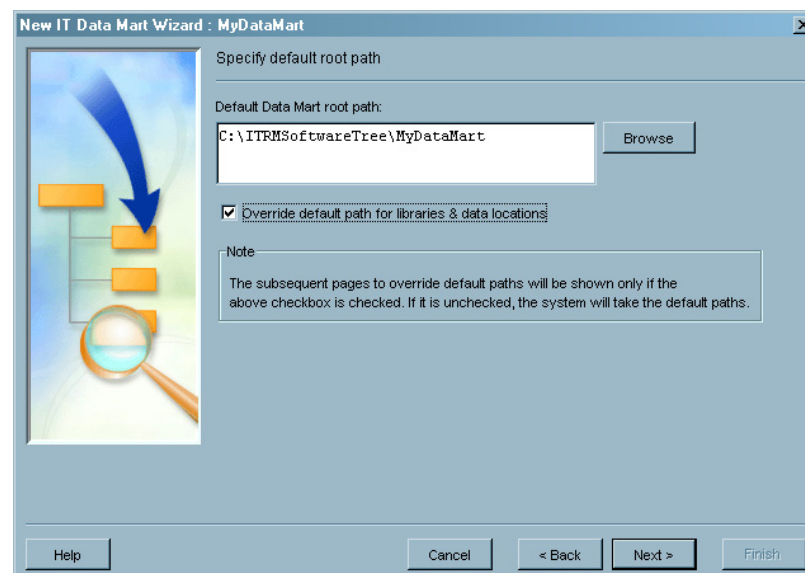 New IT Data Mart Wizard : MyDataMart
Specify default root path
Default Data Mart root path:
C:\ITRMSoftwareTree\MyDataMart
Browse
Override default path for libraries & data locations
Note
The subsequent pages to override default paths will be shown only if the
above checkbox is checked. If it is unchecked, the system will take the default paths.
Help
Cancel
< Back
Next >
Finish